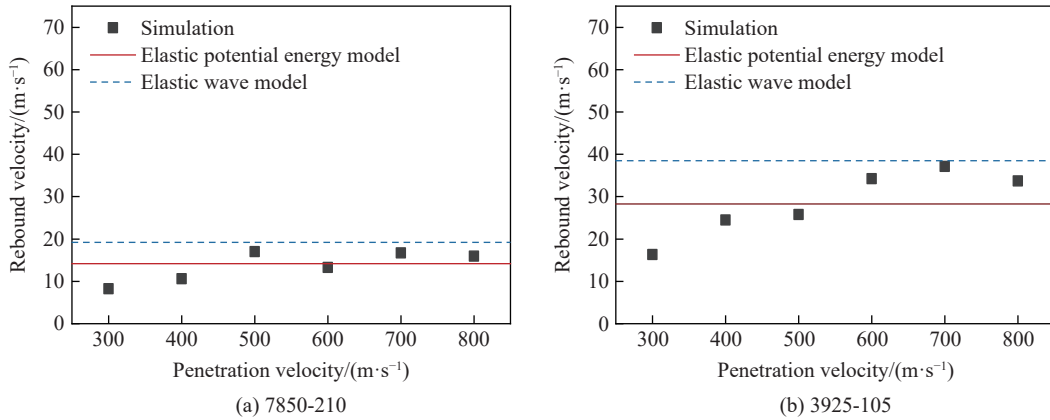 70
60
50
40
30
20
10
0
Rebound velocity/(m·s⁻¹)
Simulation
Elastic potential energy model
Elastic wave model
300 400 500 600 700 800
Penetration velocity/(m·s⁻¹)
(a) 7850-210
70
60
50
40
30
20
10
0
Rebound velocity/(m·s⁻¹)
Simulation
Elastic potential energy model
Elastic wave model
300 400 500 600 700 800
Penetration velocity/(m·s⁻¹)
(b) 3925-105